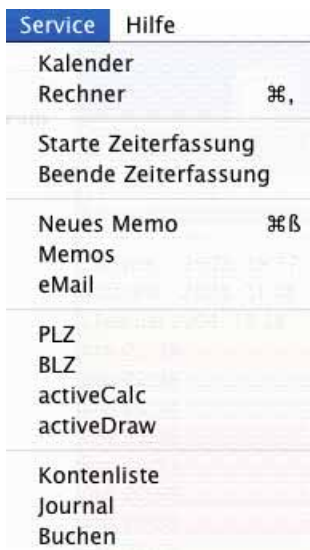 Service Hilfe
Kalender
Rechner ⌘,
Starte Zeiterfassung
Beende Zeiterfassung
Neues Memo ⌘ß
Memos
eMail
PLZ
BLZ
activeCalc
activeDraw
Kontenliste
Journal
Buchen